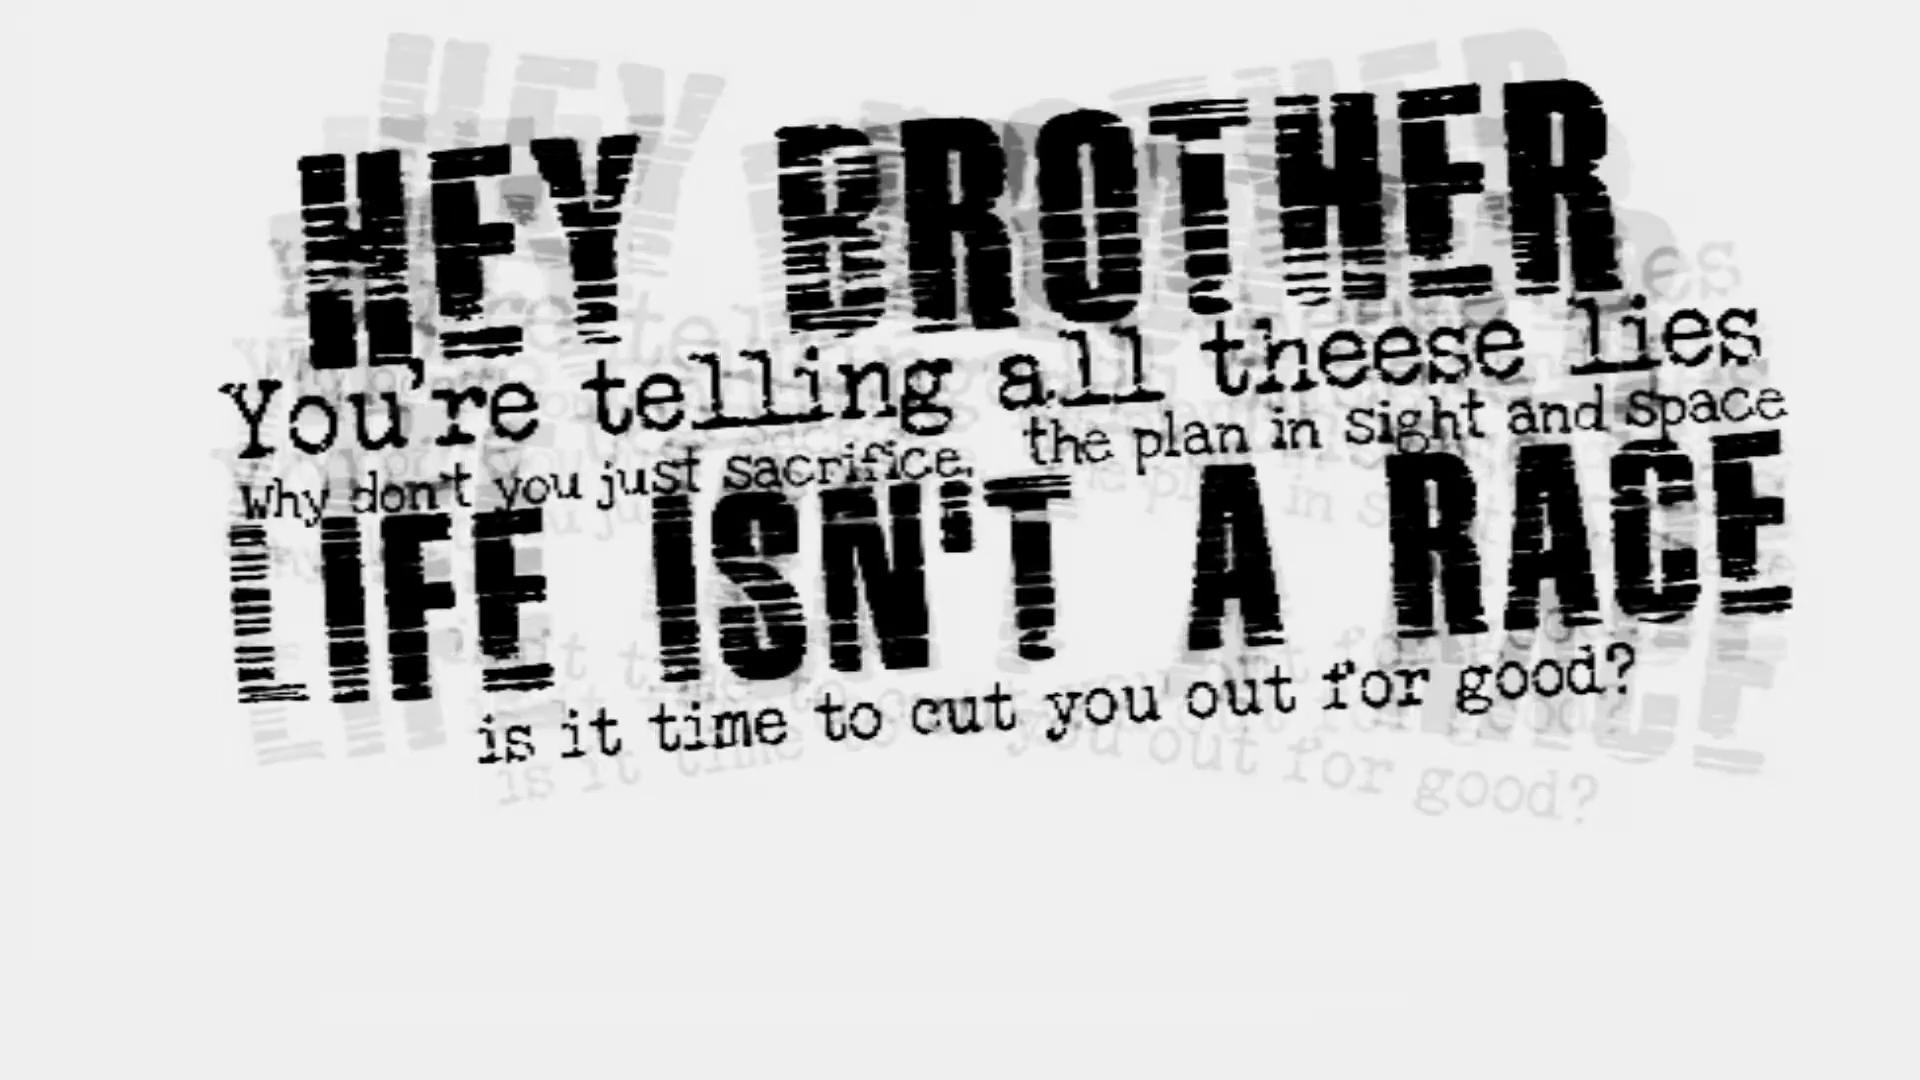 HEY BROTHER
You're telling all theese lies
why don't you just sacrifice, the plan in sight and space
LIFE ISN'T A RACE
is it time to cut you out for good?